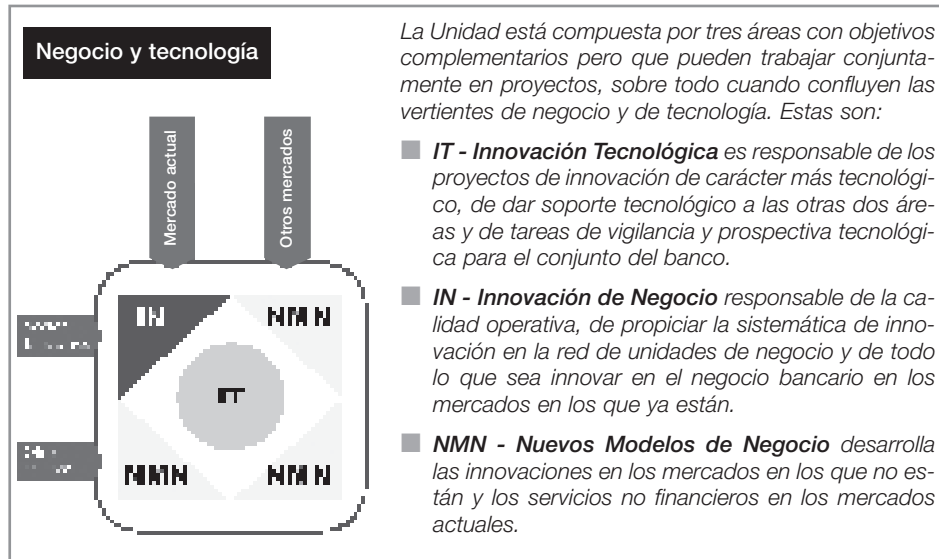 Negocio y tecnología
Mercado actual
Otros mercados
IN
NMN
IT
NMN
NMN
La Unidad está compuesta por tres áreas con objetivos
complementarios pero que pueden trabajar conjunta-
mente en proyectos, sobre todo cuando confluyen las
vertientes de negocio y de tecnología. Estas son:
IT - Innovación Tecnológica es responsable de los
proyectos de innovación de carácter más tecnológi-
co, de dar soporte tecnológico a las otras dos áre-
as y de tareas de vigilancia y prospectiva tecnológi-
ca para el conjunto del banco.
IN - Innovación de Negocio responsable de la ca-
lidad operativa, de propiciar la sistemática de inno-
vación en la red de unidades de negocio y de todo
lo que sea innovar en el negocio bancario en los
mercados en los que ya están.
NMN - Nuevos Modelos de Negocio desarrolla
las innovaciones en los mercados en los que no es-
tán y los servicios no financieros en los mercados
actuales.